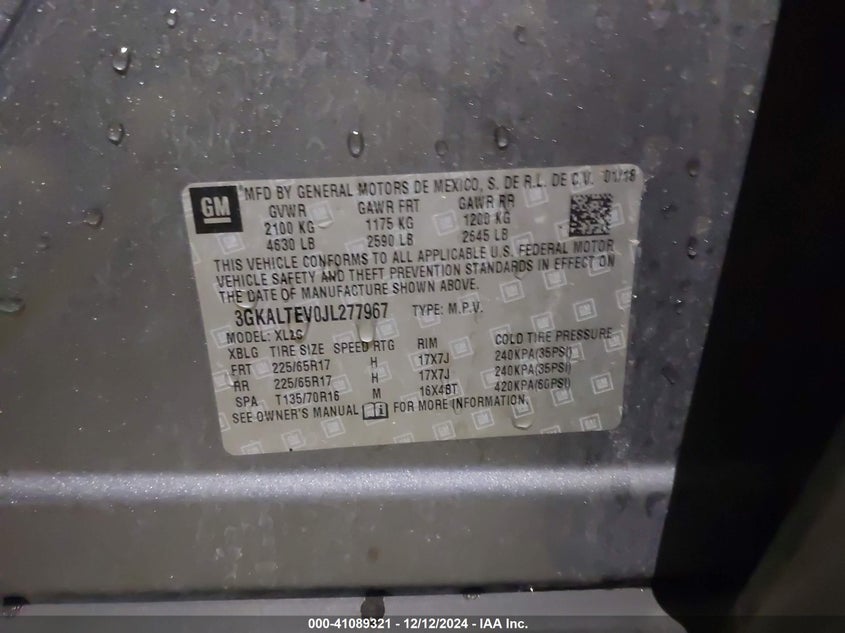 GM
MFD BY GENERAL MOTORS DE MEXICO, S. DE R.L. DE C.V. 01/18
GVWR GAWR FRT GAWR RR
2100 KG 1175 KG 1200 KG
4630 LB 2590 LB 2645 LB
THIS VEHICLE CONFORMS TO ALL APPLICABLE U.S. FEDERAL MOTOR
VEHICLE SAFETY AND THEFT PREVENTION STANDARDS IN EFFECT ON
THE DATE OF MANUFACTURE SHOWN ABOVE.
3GKALTEV0JL277967 TYPE: M.P.V.
MODEL:
XBLG TIRE SIZE SPEED RTG RIM COLD TIRE PRESSURE
FRT 225/65R17 H 17X7J 240KPA(35PSI)
RR 225/65R17 H 17X7J 240KPA(35PSI)
SPA T135/70R16 M 16X4BT 420KPA(60PSI)
SEE OWNER'S MANUAL FOR MORE INFORMATION.
000-41089321 / 12/12/2024 - IAA Inc.